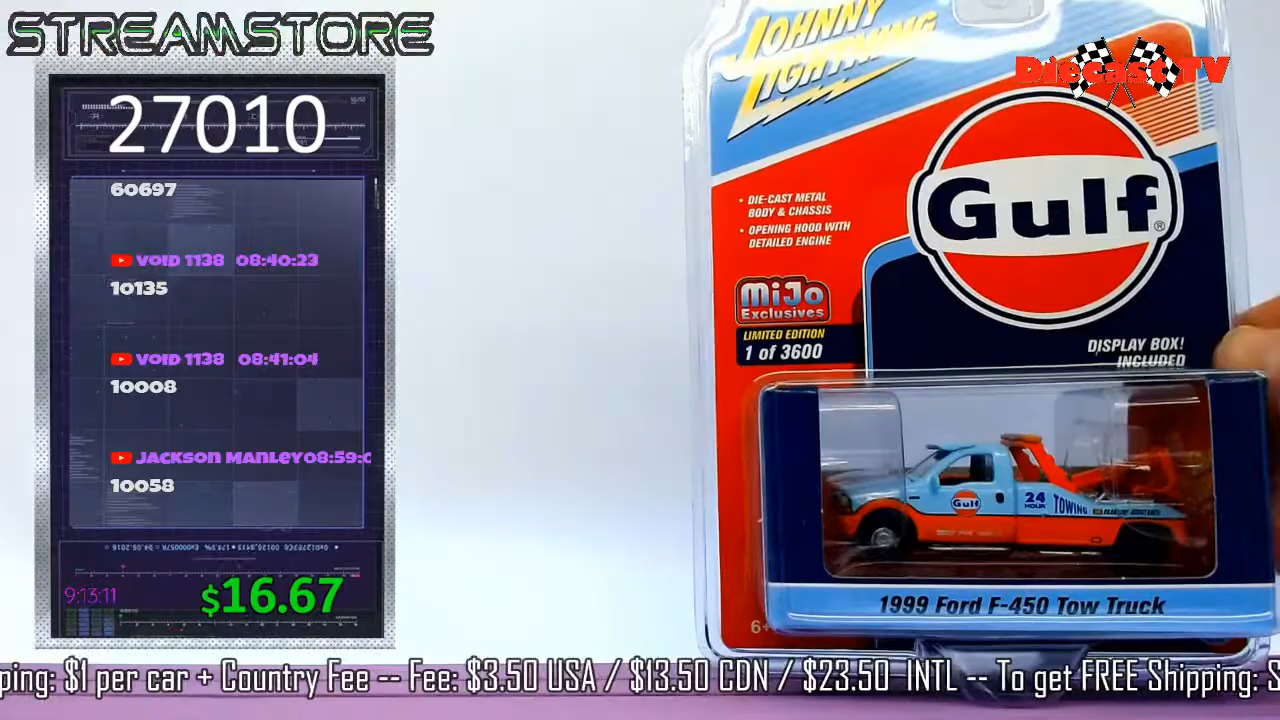 STREAMSTORE
27010
60697
VOID 1138 08:40:23
10135
VOID 1138 08:41:04
10008
Jackson Manley08:59:0
10058
9:13:11
$16.67
JOHNNY
LIGHTNING
Diecast TV
Gulf®
• DIE-CAST METAL
BODY & CHASSIS
• OPENING HOOD WITH
DETAILED ENGINE
MiJo
Exclusives
LIMITED EDITION
1 of 3600
DISPLAY BOX!
INCLUDED
Gulf
24
HOUR
TOWING
1999 Ford F-450 Tow Truck
6+
ping: $1 per car + Country Fee -- Fee: $3.50 USA / $13.50 CDN / $23.50 INTL -- To get FREE Shipping: S